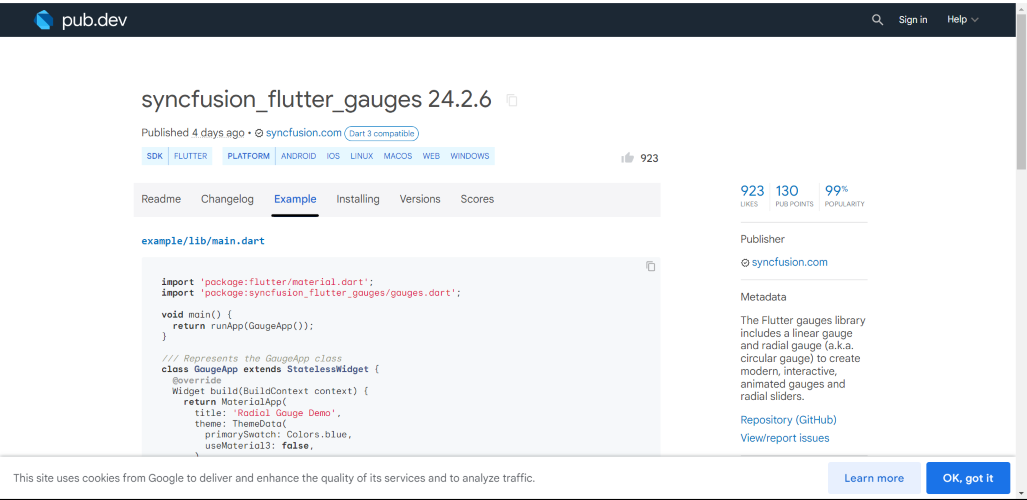 pub.dev
Sign in
Help
syncfusion_flutter_gauges 24.2.6
Published 4 days ago • syncfusion.com Dart 3 compatible
SDK FLUTTER PLATFORM ANDROID IOS LINUX MACOS WEB WINDOWS
923
Readme Changelog Example Installing Versions Scores
example/lib/main.dart
import 'package:flutter/material.dart';
import 'package:syncfusion_flutter_gauges/gauges.dart';
void main() {
return runApp(GaugeApp());
}
/// Represents the GaugeApp class
class GaugeApp extends StatelessWidget {
@override
Widget build(BuildContext context) {
return MaterialApp(
title: 'Radial Gauge Demo',
theme: ThemeData(
primarySwatch: Colors.blue,
useMaterial3: false,
923 130 99%
LIKES PUB POINTS POPULARITY
Publisher
syncfusion.com
Metadata
The Flutter gauges library
includes a linear gauge
and radial gauge (a.k.a.
circular gauge) to create
modern, interactive,
animated gauges and
radial sliders.
Repository (GitHub)
View/report issues
This site uses cookies from Google to deliver and enhance the quality of its services and to analyze traffic.
Learn more
OK, got it